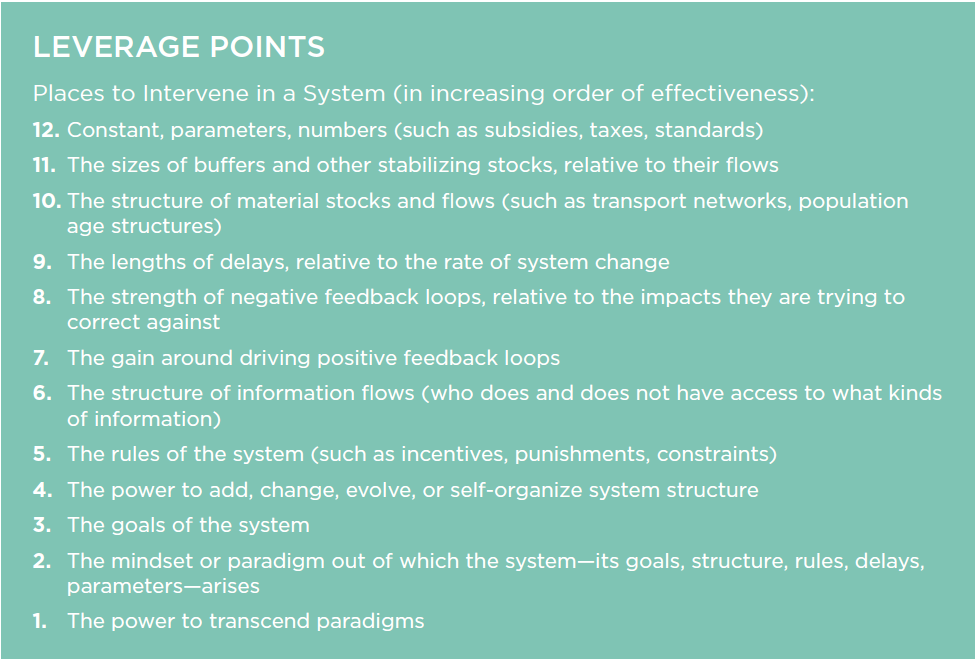 LEVERAGE POINTS
Places to Intervene in a System (in increasing order of effectiveness):
12. Constant, parameters, numbers (such as subsidies, taxes, standards)
11. The sizes of buffers and other stabilizing stocks, relative to their flows
10. The structure of material stocks and flows (such as transport networks, population
age structures)
9. The lengths of delays, relative to the rate of system change
8. The strength of negative feedback loops, relative to the impacts they are trying to
correct against
7. The gain around driving positive feedback loops
6. The structure of information flows (who does and does not have access to what kinds
of information)
5. The rules of the system (such as incentives, punishments, constraints)
4. The power to add, change, evolve, or self-organize system structure
3. The goals of the system
2. The mindset or paradigm out of which the system—its goals, structure, rules, delays,
parameters—arises
1. The power to transcend paradigms